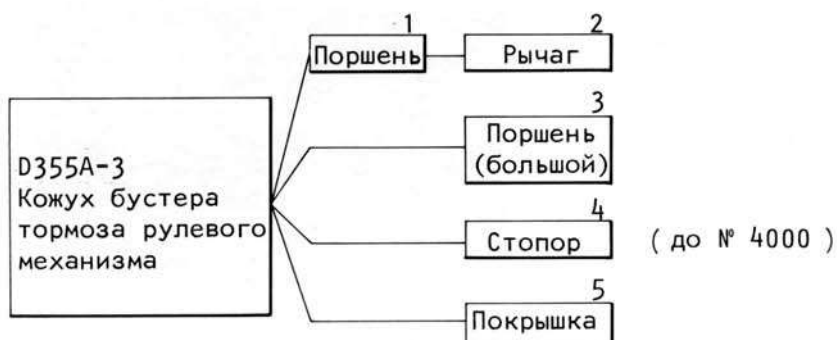 1
Поршень
2
Рычаг
3
Поршень
(большой)
D355A-3
Кожух бустера
тормоза рулевого
механизма
4
Стопор
( до № 4000 )
5
Покрышка